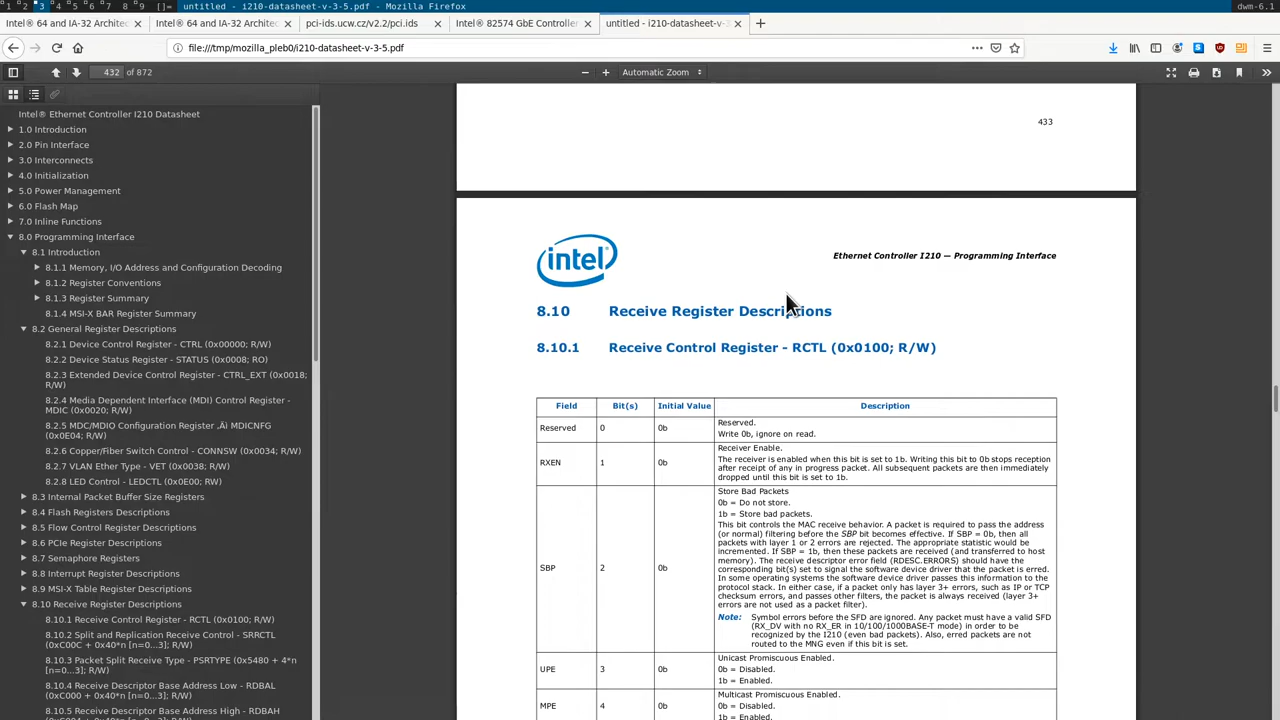 1 2 3 4 5 6 7 8 9 []= untitled - i210-datasheet-v-3-5.pdf - Mozilla Firefox dwm-6.1
Intel® 64 and IA-32 Architec × Intel® 64 and IA-32 Architec × pci-ids.ucw.cz/v2.2/pci.ids × Intel® 82574 GbE Controller × untitled - i210-datasheet-v-3 × +
file:///tmp/mozilla_pleb0/i210-datasheet-v-3-5.pdf
432 of 872 Automatic Zoom
Intel® Ethernet Controller I210 Datasheet
1.0 Introduction
2.0 Pin Interface
3.0 Interconnects
4.0 Initialization
5.0 Power Management
6.0 Flash Map
7.0 Inline Functions
8.0 Programming Interface
8.1 Introduction
8.1.1 Memory, I/O Address and Configuration Decoding
8.1.2 Register Conventions
8.1.3 Register Summary
8.1.4 MSI-X BAR Register Summary
8.2 General Register Descriptions
8.2.1 Device Control Register - CTRL (0x00000; R/W)
8.2.2 Device Status Register - STATUS (0x0008; RO)
8.2.3 Extended Device Control Register - CTRL_EXT (0x0018;
R/W)
8.2.4 Media Dependent Interface (MDI) Control Register -
MDIC (0x0020; R/W)
8.2.5 MDC/MDIO Configuration Register ‚Äì MDICNFG
(0x0E04; R/W)
8.2.6 Copper/Fiber Switch Control - CONNSW (0x0034; R/W)
8.2.7 VLAN Ether Type - VET (0x0038; R/W)
8.2.8 LED Control - LEDCTL (0x0E00; RW)
8.3 Internal Packet Buffer Size Registers
8.4 Flash Registers Descriptions
8.5 Flow Control Register Descriptions
8.6 PCIe Register Descriptions
8.7 Semaphore Registers
8.8 Interrupt Register Descriptions
8.9 MSI-X Table Register Descriptions
8.10 Receive Register Descriptions
8.10.1 Receive Control Register - RCTL (0x0100; R/W)
8.10.2 Split and Replication Receive Control - SRRCTL
(0xC00C + 0x40*n [n=0...3]; R/W)
8.10.3 Packet Split Receive Type - PSRTYPE (0x5480 + 4*n
[n=0...3]; R/W)
8.10.4 Receive Descriptor Base Address Low - RDBAL
(0xC000 + 0x40*n [n=0...3]; R/W)
8.10.5 Receive Descriptor Base Address High - RDBAH
433
intel®
Ethernet Controller I210 — Programming Interface
8.10 Receive Register Descriptions
8.10.1 Receive Control Register - RCTL (0x0100; R/W)
Field Bit(s) Initial Value Description
Reserved 0 0b Reserved.
Write 0b, ignore on read.
RXEN 1 0b Receiver Enable.
The receiver is enabled when this bit is set to 1b. Writing this bit to 0b stops reception
after receipt of any in progress packet. All subsequent packets are then immediately
dropped until this bit is set to 1b.
SBP 2 0b Store Bad Packets
0b = Do not store.
1b = Store bad packets.
This bit controls the MAC receive behavior. A packet is required to pass the address
(or normal) filtering before the SBP bit becomes effective. If SBP = 0b, then all
packets with layer 1 or 2 errors are rejected. The appropriate statistic would be
incremented. If SBP = 1b, then these packets are received (and transferred to host
memory). The receive descriptor error field (RDESC.ERRORS) should have the
corresponding bit(s) set to signal the software device driver that the packet is erred.
In some operating systems the software device driver passes this information to the
protocol stack. In either case, if a packet only has layer 3+ errors, such as IP or TCP
checksum errors, and passes other filters, the packet is always received (layer 3+
errors are not used as a packet filter).
Note: Symbol errors before the SFD are ignored. Any packet must have a valid SFD
(RX_DV with no RX_ER in 10/100/1000BASE-T mode) in order to be
recognized by the I210 (even bad packets). Also, erred packets are not
routed to the MNG even if this bit is set.
UPE 3 0b Unicast Promiscuous Enabled.
0b = Disabled.
1b = Enabled.
MPE 4 0b Multicast Promiscuous Enabled.
0b = Disabled.
1b = Enabled.